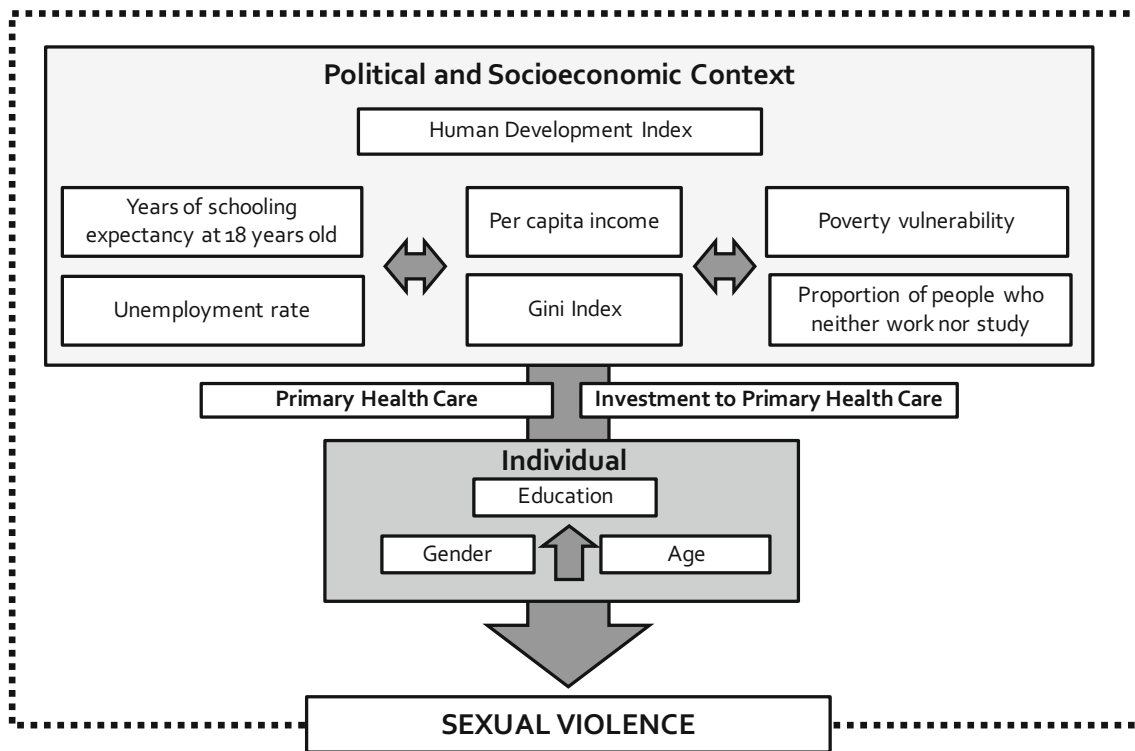 Political and Socioeconomic Context
Human Development Index
Years of schooling
expectancy at 18 years old
Per capita income
Poverty vulnerability
Unemployment rate
Gini Index
Proportion of people who
neither work nor study
Primary Health Care
Investment to Primary Health Care
Individual
Education
Gender
Age
SEXUAL VIOLENCE